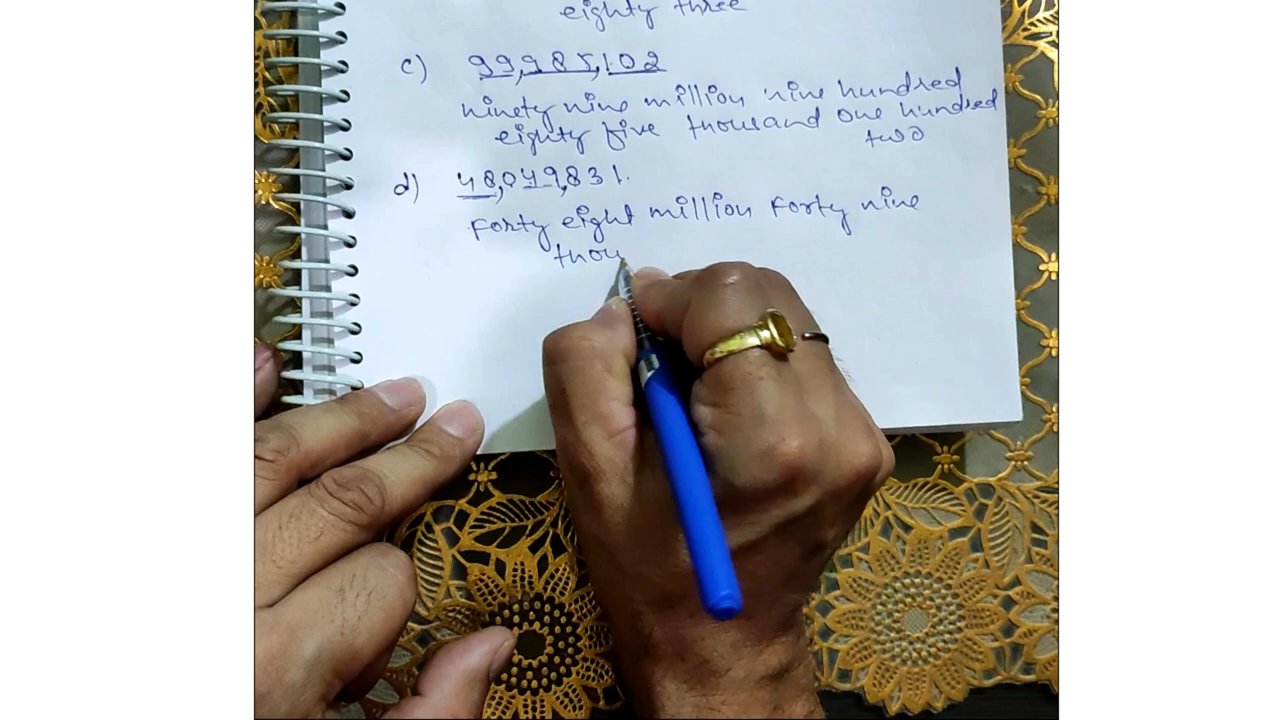 eighty three
c) 99,985,102
ninety nine million nine hundred
eighty five thousand one hundred
two
d) 48,049,831.
Forty eight million Forty nine
thou